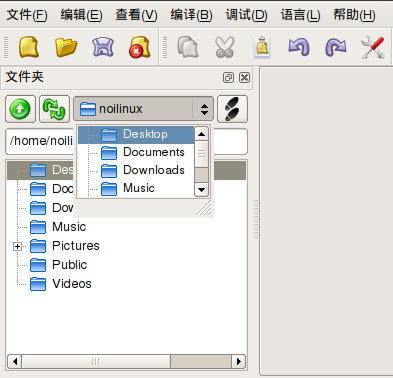 文件(F) 编辑(E) 查看(V) 编译(B) 调试(D) 语言(L) 帮助(H)
文件夹
noilinux
/home/noili
Desktop
Documents
Downloads
Music
Des
Doc
Dow
Music
Pictures
Public
Videos